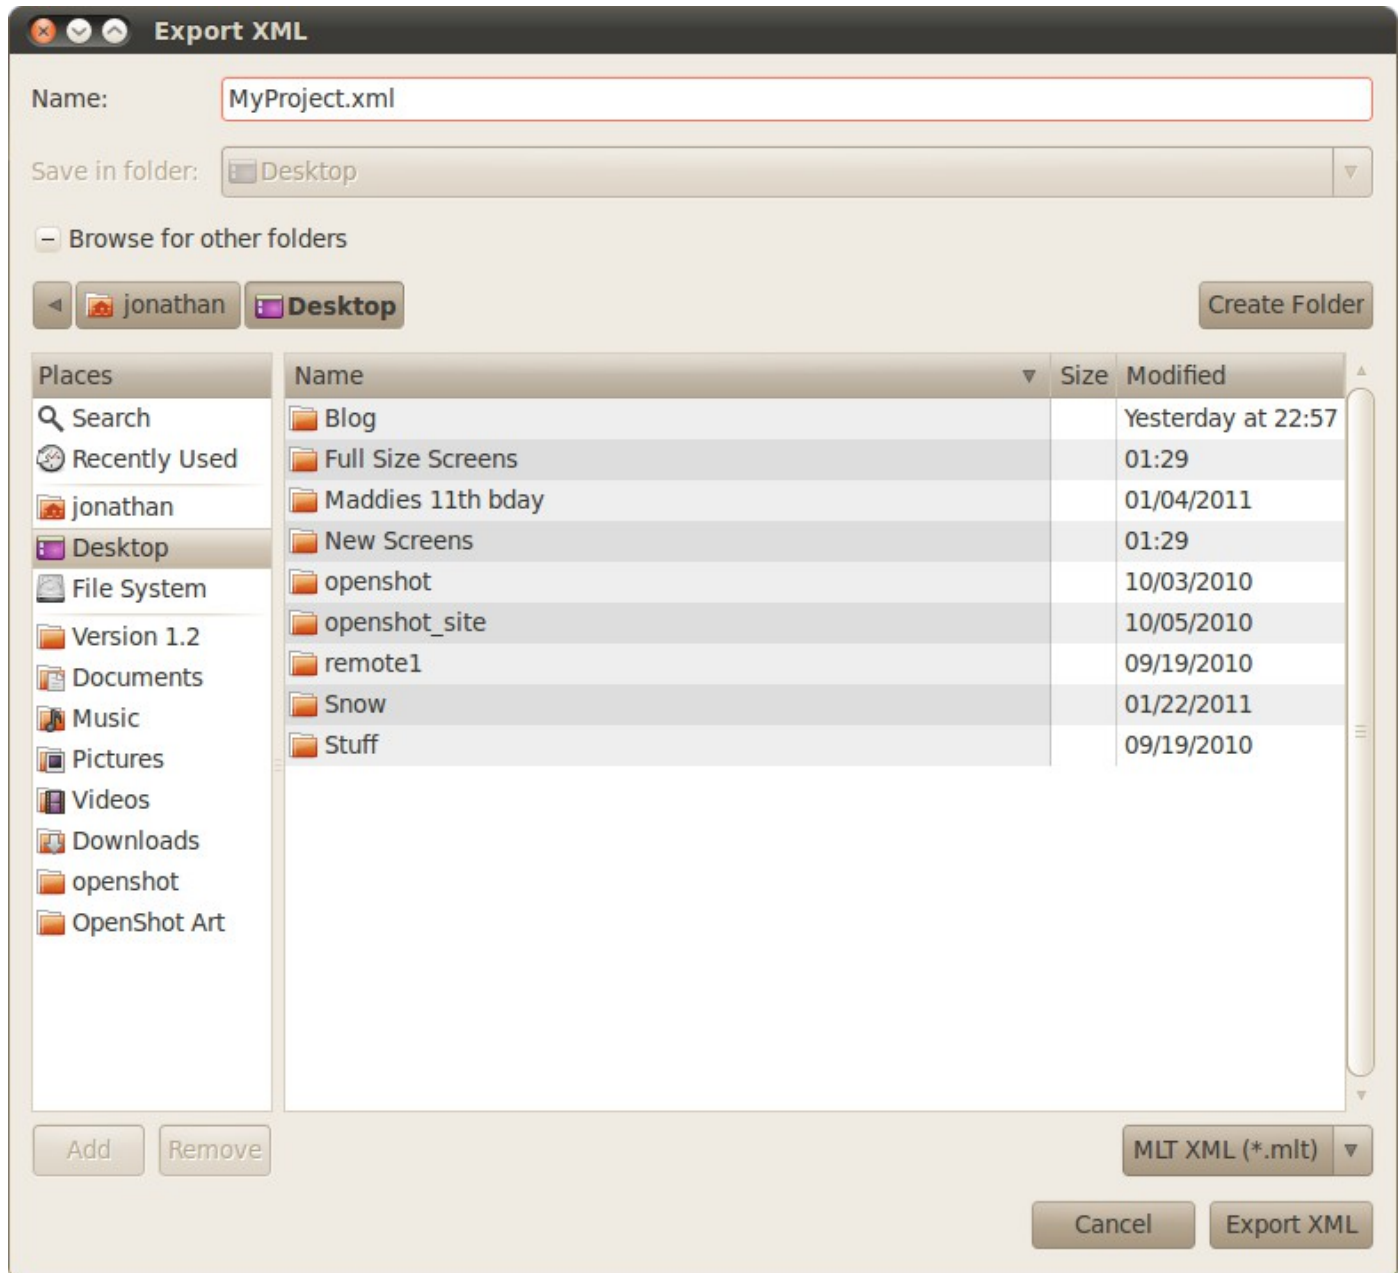 Export XML
Name: MyProject.xml
Save in folder: Desktop
Browse for other folders
jonathan Desktop Create Folder
Places Name Size Modified
Search Blog Yesterday at 22:57
Recently Used Full Size Screens 01:29
jonathan Maddies 11th bday 01/04/2011
Desktop New Screens 01:29
File System openshot 10/03/2010
Version 1.2 openshot_site 10/05/2010
Documents remote1 09/19/2010
Music Snow 01/22/2011
Pictures Stuff 09/19/2010
Videos
Downloads
openshot
OpenShot Art
Add Remove MLT XML (*.mlt)
Cancel Export XML